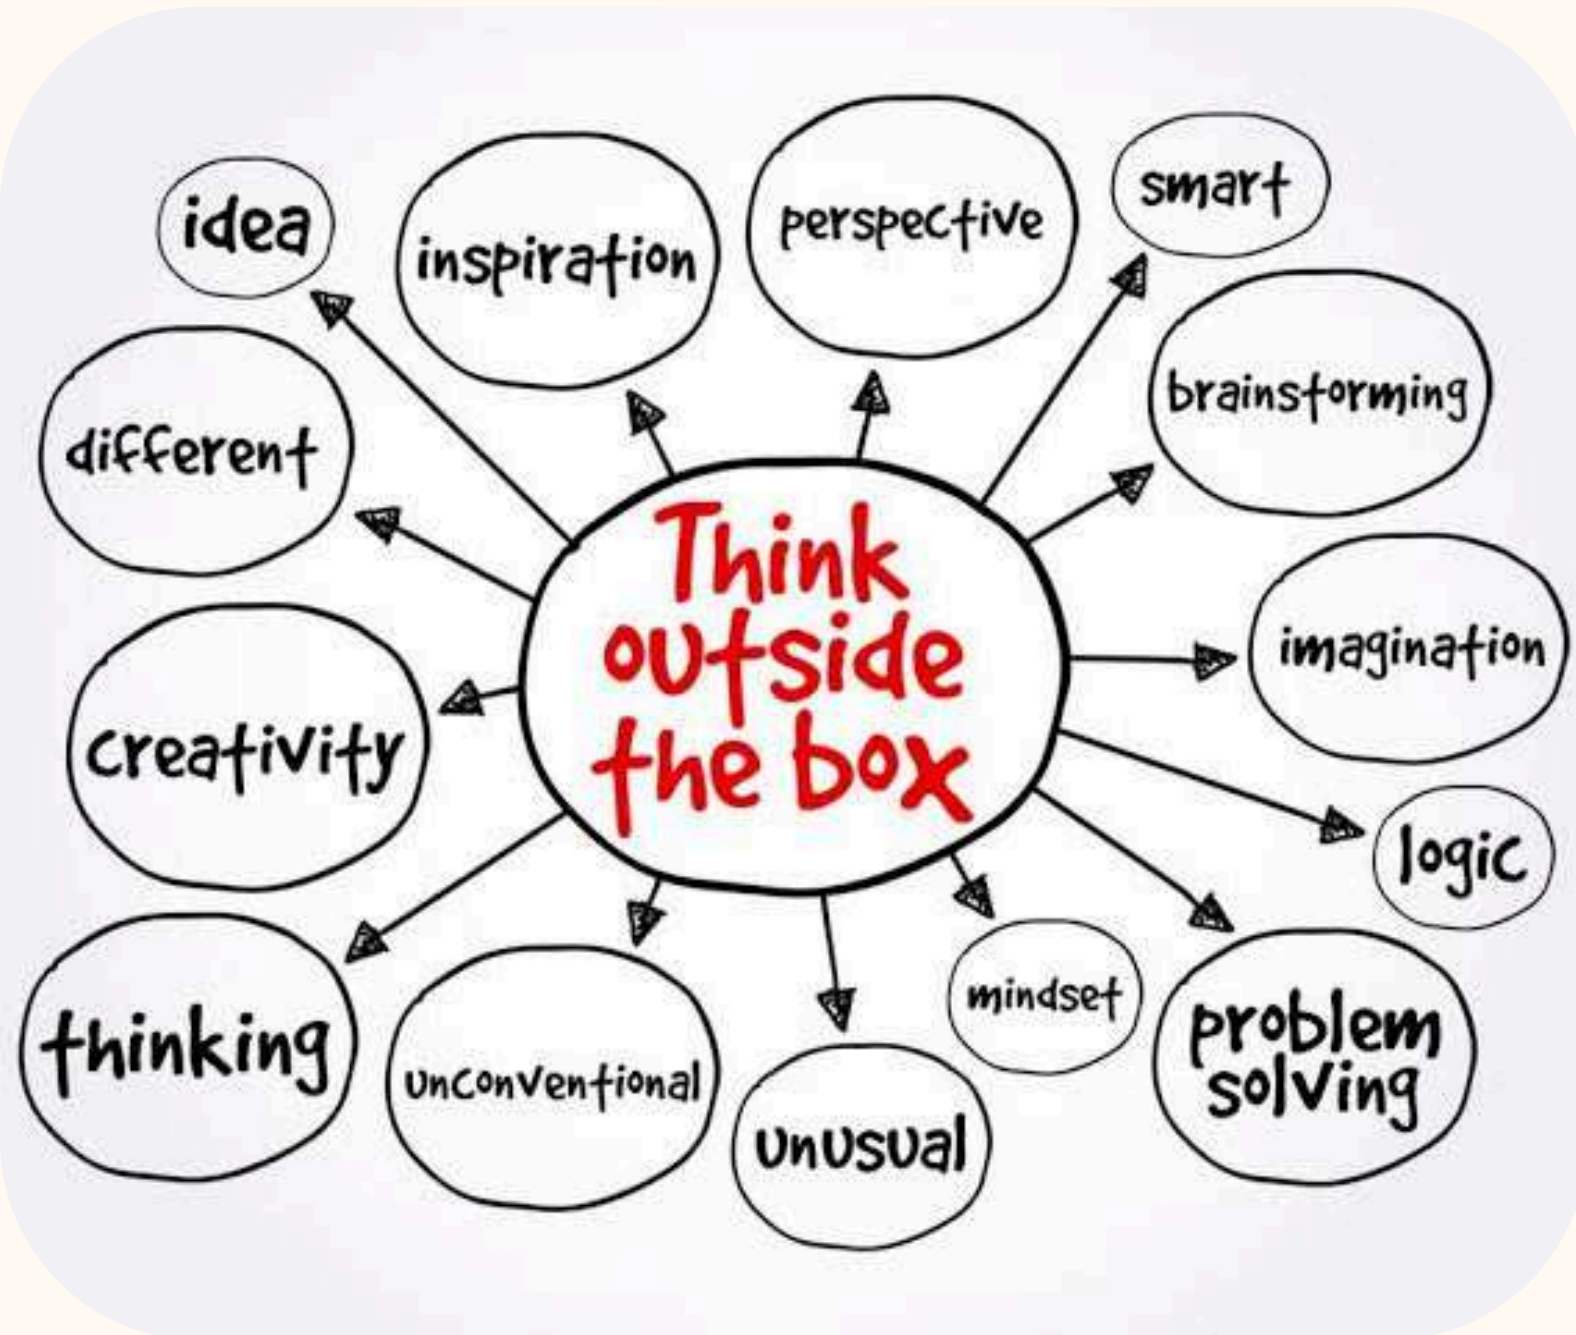 idea
inspiration
perspective
smart
different
brainstorming
Think
outside
the box
imagination
creativity
logic
thinking
unconventional
unusual
mindset
problem
solving